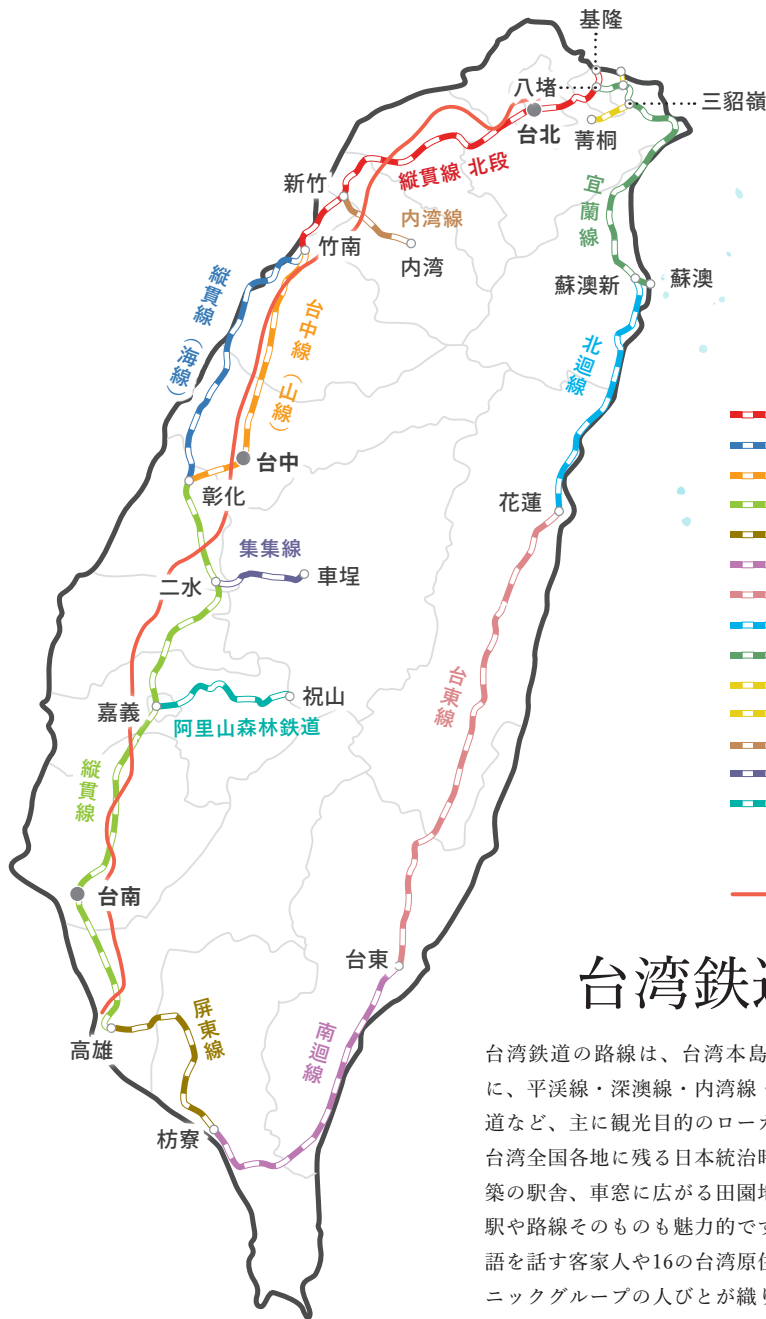 基隆
八堵
三貂嶺
台北
菁桐
縦貫線 北段
新竹
宜蘭線
内湾線
竹南
内湾
蘇澳新
蘇澳
縦貫線（海線）
台中線（山線）
北迴線
台中
彰化
花蓮
集集線
二水
車埕
台東線
祝山
嘉義
阿里山森林鉄道
縦貫線
台南
台東
屏東線
南迴線
高雄
枋寮
台湾鉄道
台湾鉄道の路線は、台湾本島
に、平渓線・深澳線・内湾線・
道など、主に観光目的のローカ
台湾全国各地に残る日本統治時
築の駅舎、車窓に広がる田園地
駅や路線そのものも魅力的です
語を話す客家人や16の台湾原住
ニックグループの人びとが織り